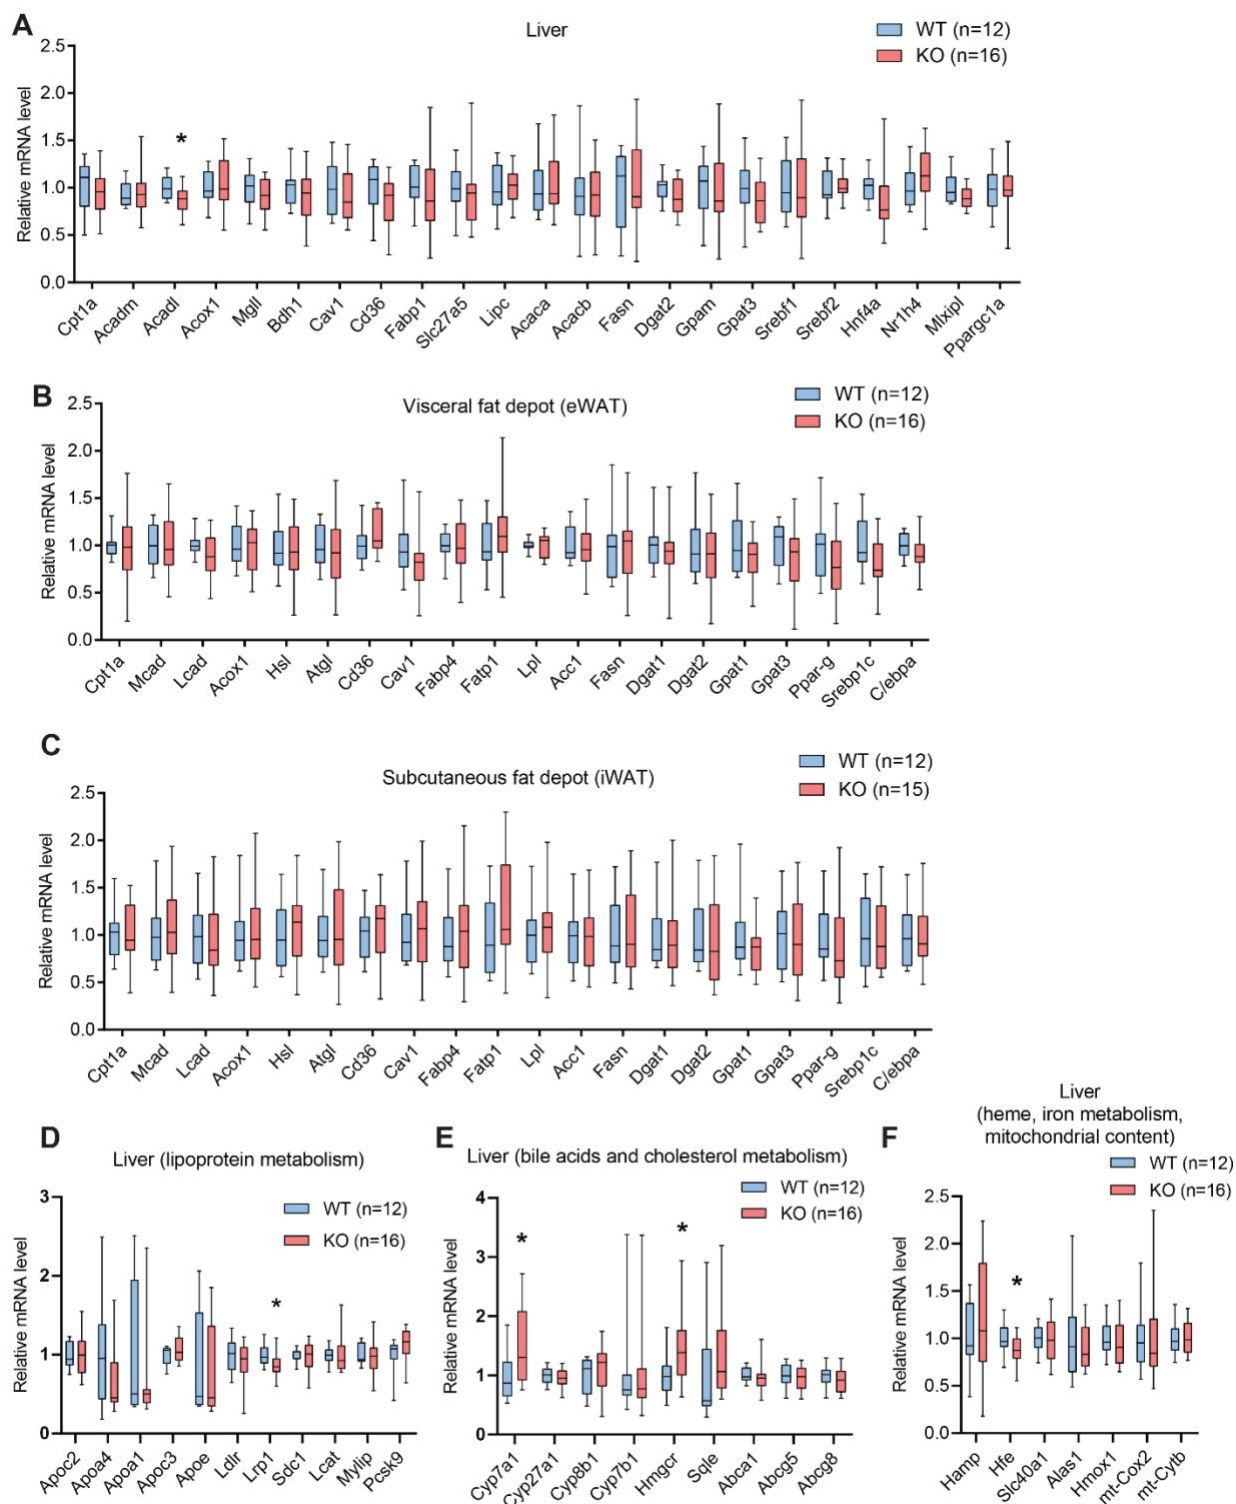 A
Liver
WT (n=12)
KO (n=16)
Relative mRNA level
2.5
2.0
1.5
1.0
0.5
0.0
*
Cpt1a Acadm Acadl Acox1 Mgll Bdh1 Cav1 Cd36 Fabp1 Slc27a5 Lipc Acaca Acacb Fasn Dgat2 Gpam Gpat3 Srebf1 Srebf2 Hnf4a Nr1h4 Mlxipl Ppargc1a
B
Visceral fat depot (eWAT)
WT (n=12)
KO (n=16)
Relative mRNA level
2.5
2.0
1.5
1.0
0.5
0.0
Cpt1a Mcad Lcad Acox1 Hsl Atgl Cd36 Cav1 Fabp4 Fatp1 Lpl Acc1 Fasn Dgat1 Dgat2 Gpat1 Gpat3 Ppar-g Srebp1c C/ebpa
C
Subcutaneous fat depot (iWAT)
WT (n=12)
KO (n=15)
Relative mRNA level
2.5
2.0
1.5
1.0
0.5
0.0
Cpt1a Mcad Lcad Acox1 Hsl Atgl Cd36 Cav1 Fabp4 Fatp1 Lpl Acc1 Fasn Dgat1 Dgat2 Gpat1 Gpat3 Ppar-g Srebp1c C/ebpa
D
Liver (lipoprotein metabolism)
WT (n=12)
KO (n=16)
Relative mRNA level
3
2
1
0
*
Apoc2 Apoa4 Apoa1 Apoc3 Apoe Ldlr Lrp1 Sdc1 Lcat Mylip Pcsk9
E
Liver (bile acids and cholesterol metabolism)
WT (n=12)
KO (n=16)
Relative mRNA level
4
3
2
1
0
* *
Cyp7a1 Cyp27a1 Cyp8b1 Cyp7b1 Hmgcr Sqle Abca1 Abcg5 Abcg8
F
Liver
(heme, iron metabolism,
mitochondrial content)
WT (n=12)
KO (n=16)
Relative mRNA level
2.5
2.0
1.5
1.0
0.5
0.0
*
Hamp Hfe Slc40a1 Alas1 Hmox1 mt-Cox2 mt-Cytb